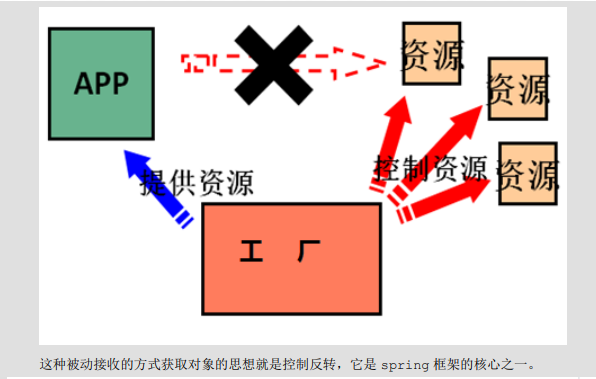 APP
资源
资源
资源
控制资源
提供资源
工 厂
这种被动接收的方式获取对象的思想就是控制反转，它是 spring 框架的核心之一。